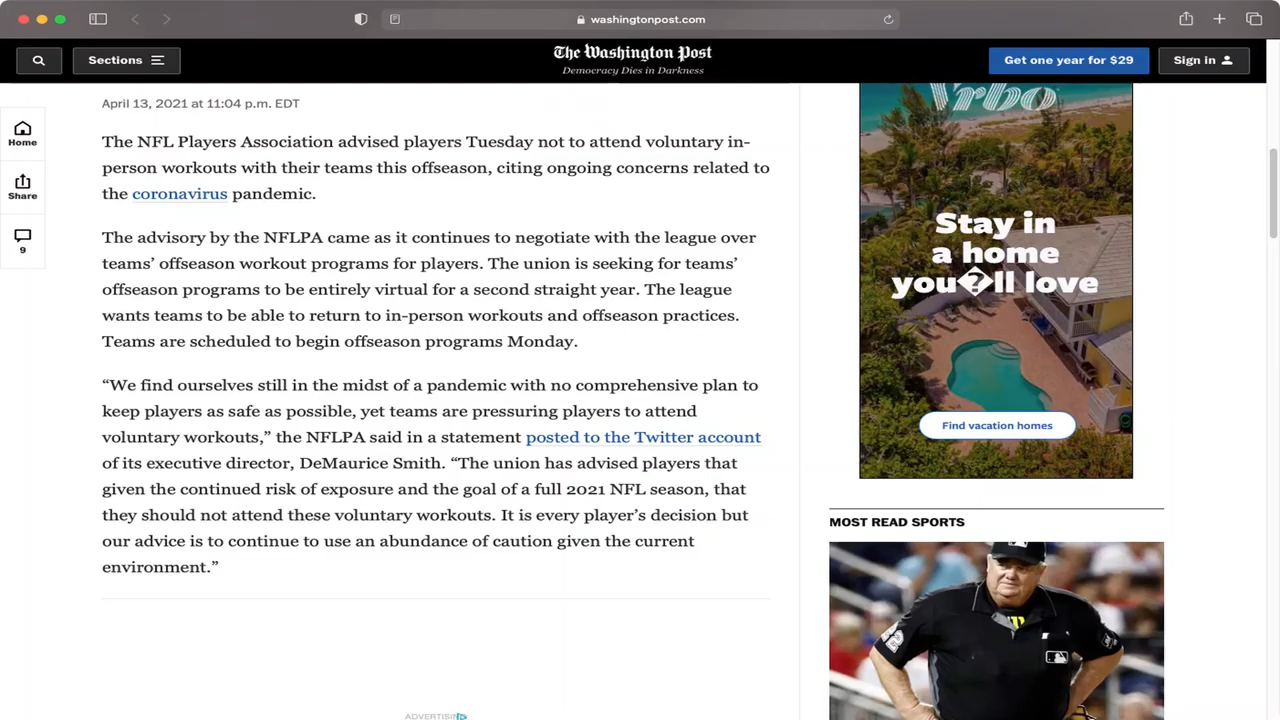 washingtonpost.com
Sections
The Washington Post
Democracy Dies in Darkness
Get one year for $29
Sign in
Home
Share
9
April 13, 2021 at 11:04 p.m. EDT
The NFL Players Association advised players Tuesday not to attend voluntary in-
person workouts with their teams this offseason, citing ongoing concerns related to
the coronavirus pandemic.
The advisory by the NFLPA came as it continues to negotiate with the league over
teams’ offseason workout programs for players. The union is seeking for teams’
offseason programs to be entirely virtual for a second straight year. The league
wants teams to be able to return to in-person workouts and offseason practices.
Teams are scheduled to begin offseason programs Monday.
“We find ourselves still in the midst of a pandemic with no comprehensive plan to
keep players as safe as possible, yet teams are pressuring players to attend
voluntary workouts,” the NFLPA said in a statement posted to the Twitter account
of its executive director, DeMaurice Smith. “The union has advised players that
given the continued risk of exposure and the goal of a full 2021 NFL season, that
they should not attend these voluntary workouts. It is every player’s decision but
our advice is to continue to use an abundance of caution given the current
environment.”
ADVERTISIN
Vrbo
Stay in
a home
you�ll love
Find vacation homes
MOST READ SPORTS